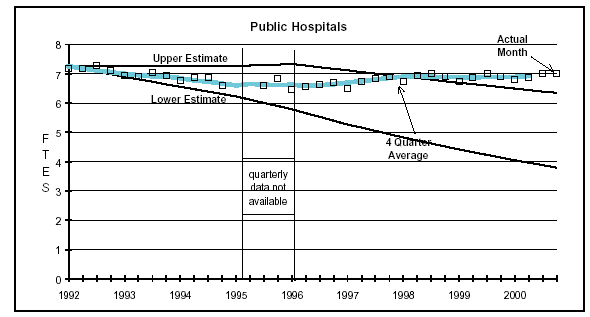 Public Hospitals
Actual
Month
Upper Estimate
Lower Estimate
4 Quarter
Average
quarterly
data not
available
F
T
E
S
8
7
6
5
4
3
2
1
0
1992 1993 1994 1995 1996 1997 1998 1999 2000